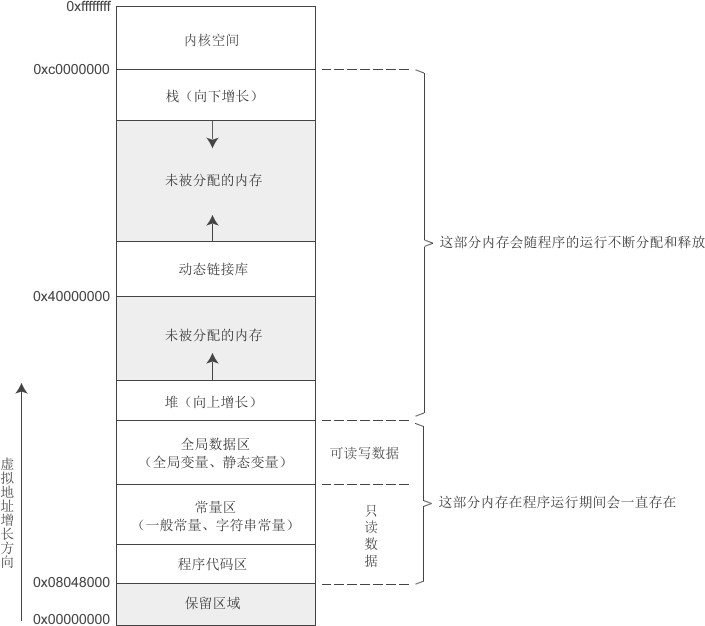 0xffffffff
内核空间
0xc0000000
栈（向下增长）
未被分配的内存
这部分内存会随程序的运行不断分配和释放
动态链接库
0x40000000
未被分配的内存
堆（向上增长）
全局数据区
（全局变量、静态变量）
可读写数据
虚拟地址增长方向
常量区
（一般常量、字符串常量）
只读数据
这部分内存在程序运行期间会一直存在
程序代码区
0x08048000
保留区域
0x00000000